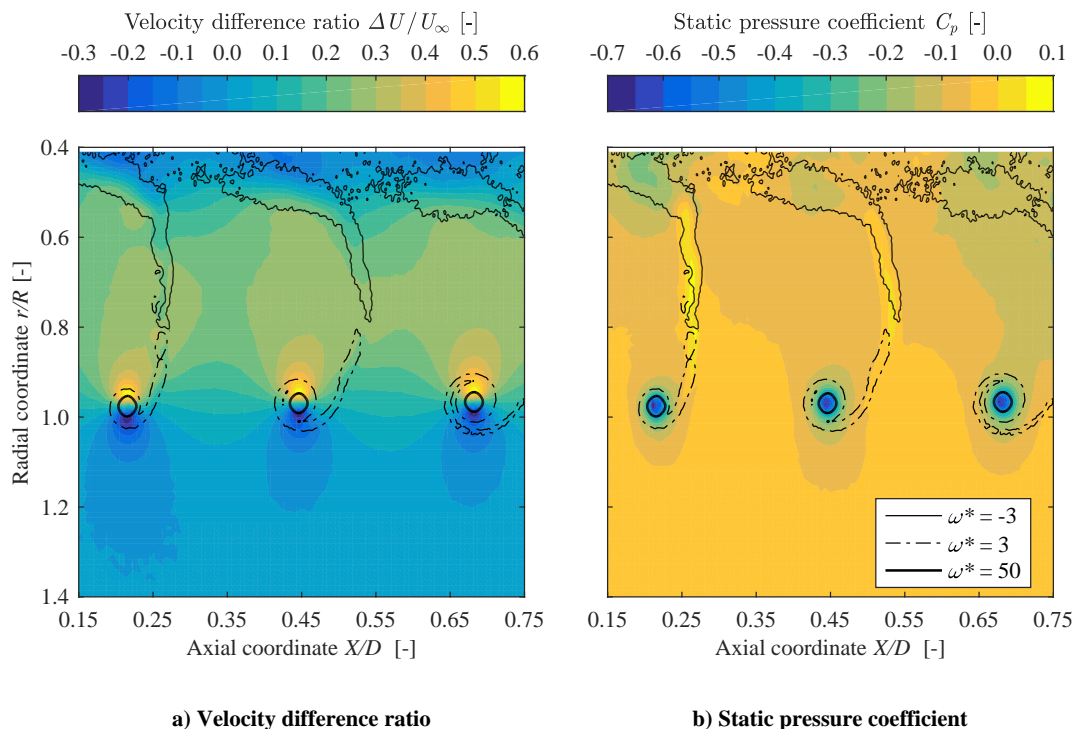 Velocity difference ratio ΔU/U∞ [-]
-0.3 -0.2 -0.1 0.0 0.1 0.2 0.3 0.4 0.5 0.6
Static pressure coefficient Cₚ [-]
-0.7 -0.6 -0.5 -0.4 -0.3 -0.2 -0.1 0.0 0.1
Radial coordinate r/R [-]
0.4
0.6
0.8
1.0
1.2
1.4
0.15 0.25 0.35 0.45 0.55 0.65 0.75
Axial coordinate X/D [-]
ω* = -3
ω* = 3
ω* = 50
0.15 0.25 0.35 0.45 0.55 0.65 0.75
Axial coordinate X/D [-]
a) Velocity difference ratio
b) Static pressure coefficient